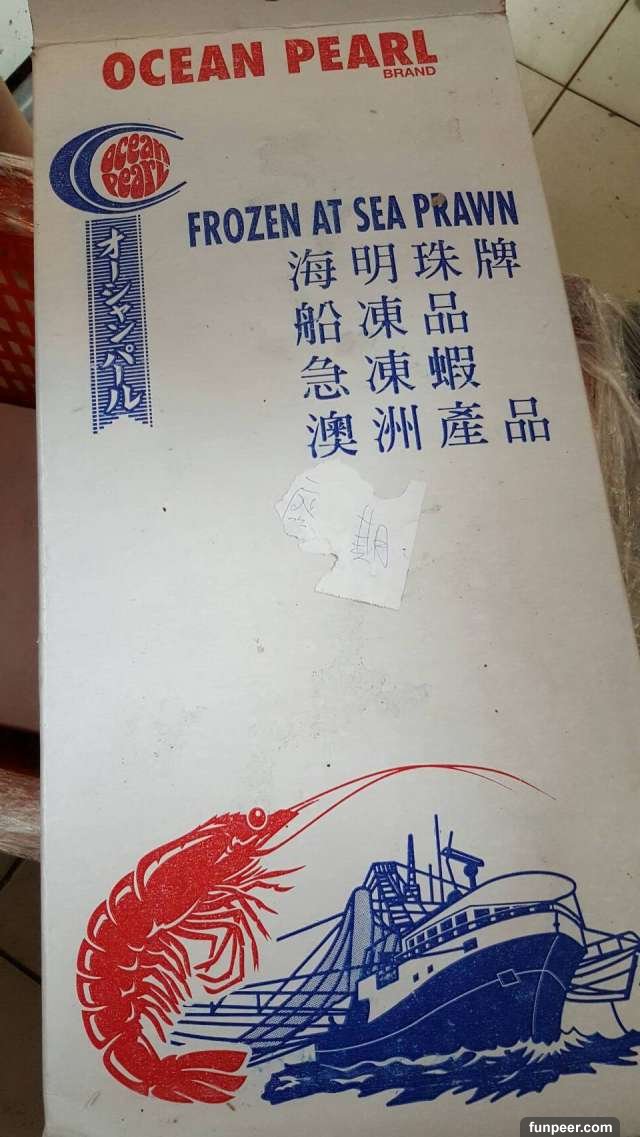 OCEAN PEARL
BRAND
ocean
pearl
オーシャンパール
FROZEN AT SEA PRAWN
海明珠牌
船凍品
急凍蝦
澳洲產品
期
funpeer.com